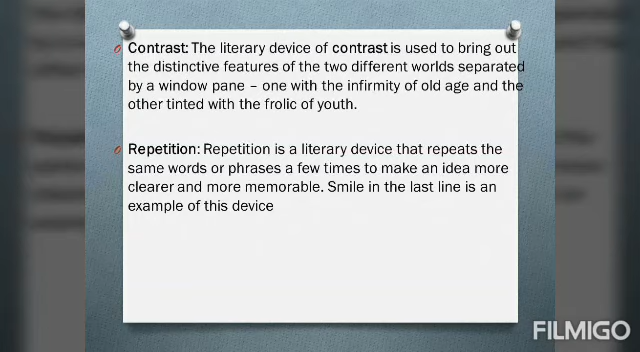 Contrast: The literary device of contrast is used to bring out
the distinctive features of the two different worlds separated
by a window pane – one with the infirmity of old age and the
other tinted with the frolic of youth.
Repetition: Repetition is a literary device that repeats the
same words or phrases a few times to make an idea more
clearer and more memorable. Smile in the last line is an
example of this device
FILMIGO